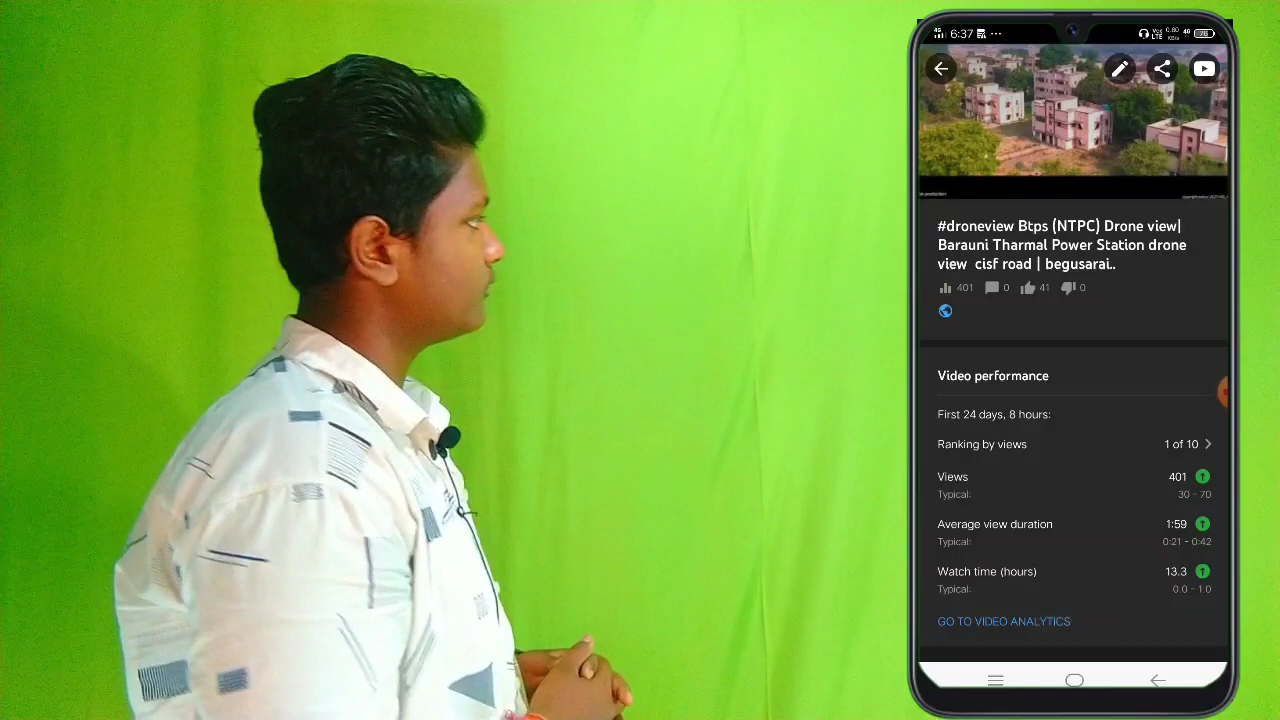 6:37
4G
76
#droneview Btps (NTPC) Drone view|
Barauni Tharmal Power Station drone
view cisf road | begusarai..
401 0 41 0
Video performance
First 24 days, 8 hours:
Ranking by views 1 of 10
Views 401
Typical: 30 - 70
Average view duration 1:59
Typical: 0:21 - 0:42
Watch time (hours) 13.3
Typical: 0.0 - 1.0
GO TO VIDEO ANALYTICS